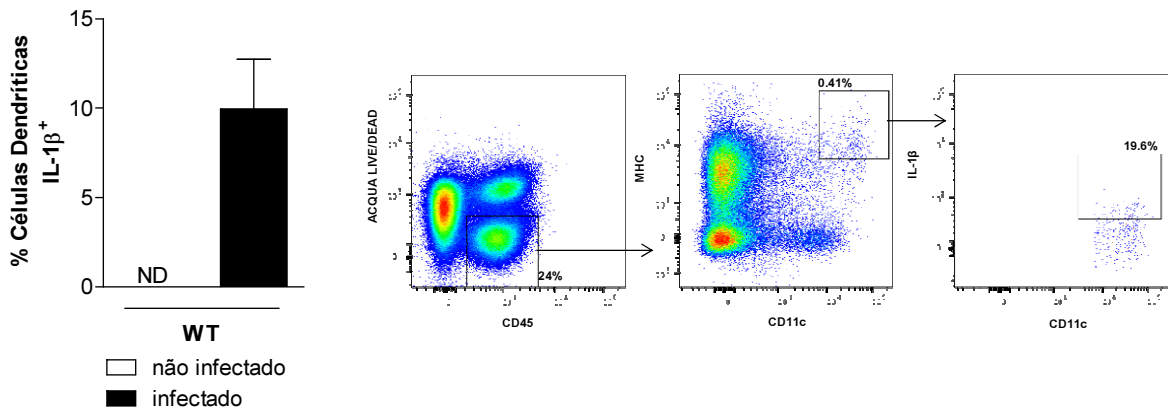 % Células Dendríticas
IL-1β+
15
10
5
0
ND
WT
não infectado
infectado
ACQUA LIVE/DEAD
24%
CD45
MHC
0.41%
0
CD11c
IL-1β
19.6%
CD11c